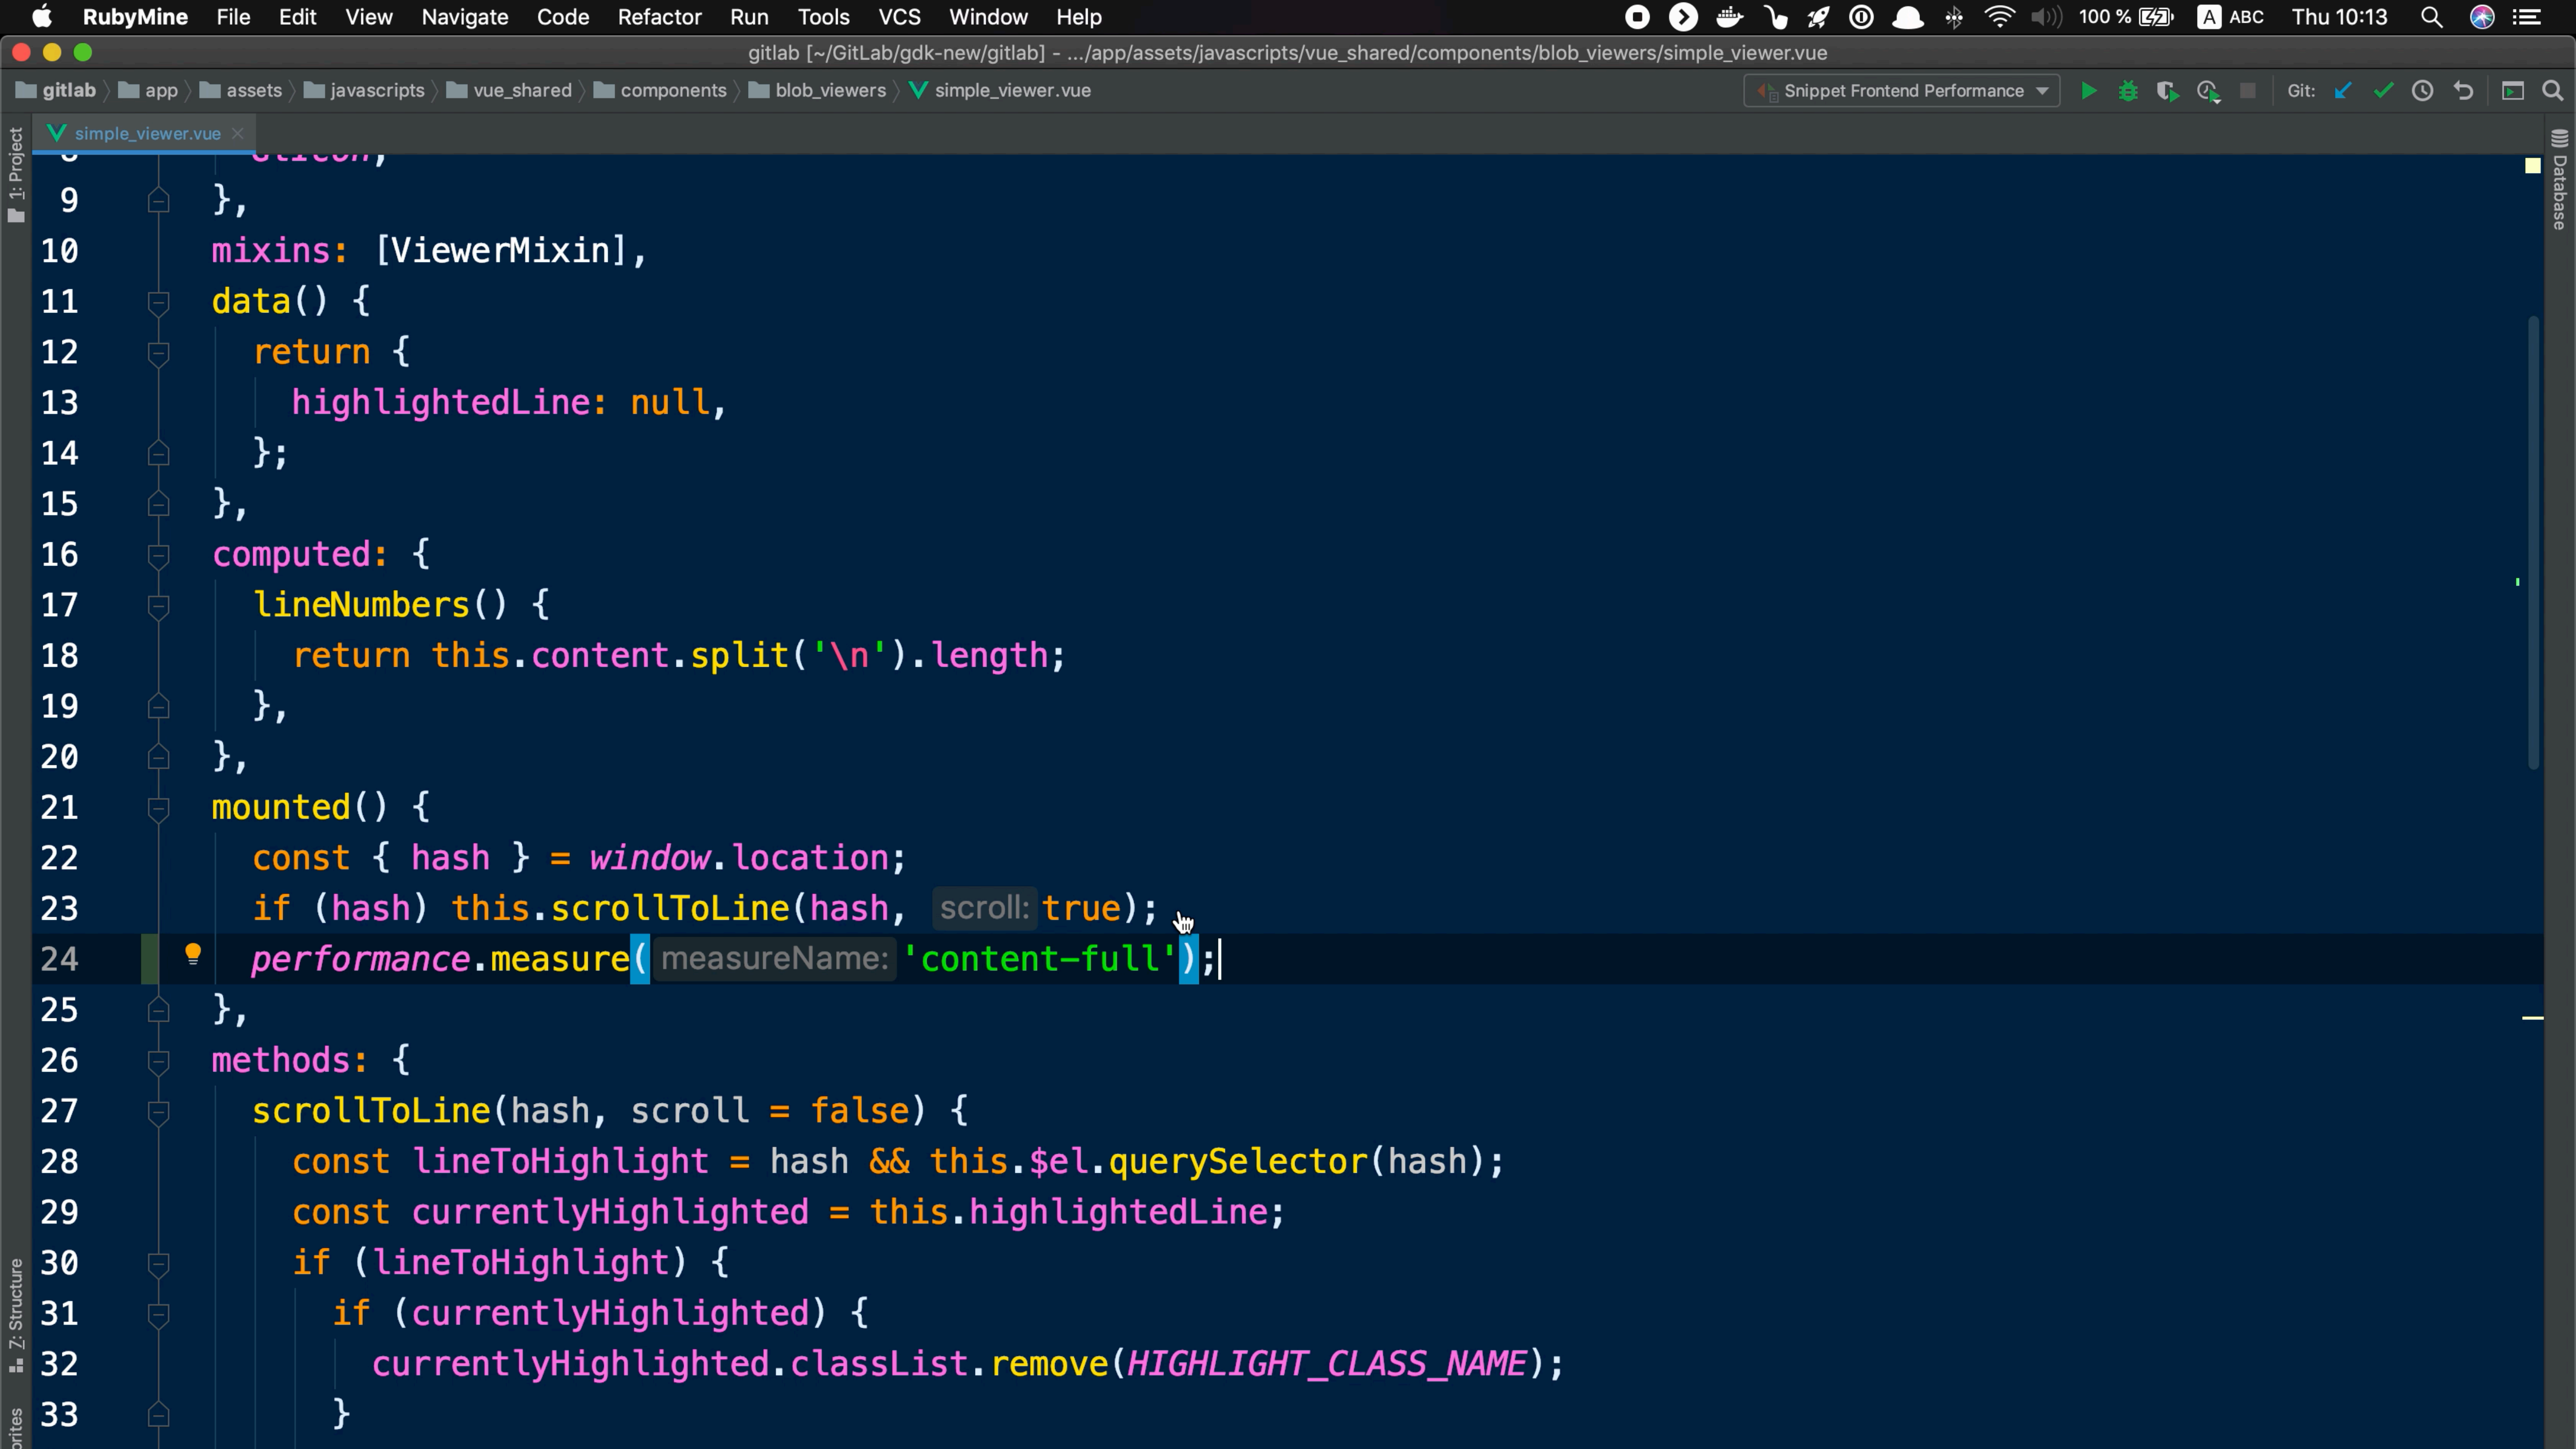 RubyMine File Edit View Navigate Code Refactor Run Tools VCS Window Help 100 % A ABC Thu 10:13
gitlab [~/GitLab/gdk-new/gitlab] - .../app/assets/javascripts/vue_shared/components/blob_viewers/simple_viewer.vue
gitlab app assets javascripts vue_shared components blob_viewers simple_viewer.vue Snippet Frontend Performance Git:
simple_viewer.vue
1: Project
Database
9 },
10 mixins: [ViewerMixin],
11 data() {
12 return {
13 highlightedLine: null,
14 };
15 },
16 computed: {
17 lineNumbers() {
18 return this.content.split('\n').length;
19 },
20 },
21 mounted() {
22 const { hash } = window.location;
23 if (hash) this.scrollToLine(hash, scroll: true);
24 performance.measure( measureName: 'content-full');
25 },
26 methods: {
27 scrollToLine(hash, scroll = false) {
28 const lineToHighlight = hash && this.$el.querySelector(hash);
29 const currentlyHighlighted = this.highlightedLine;
30 if (lineToHighlight) {
31 if (currentlyHighlighted) {
32 currentlyHighlighted.classList.remove(HIGHLIGHT_CLASS_NAME);
33 }
Z: Structure